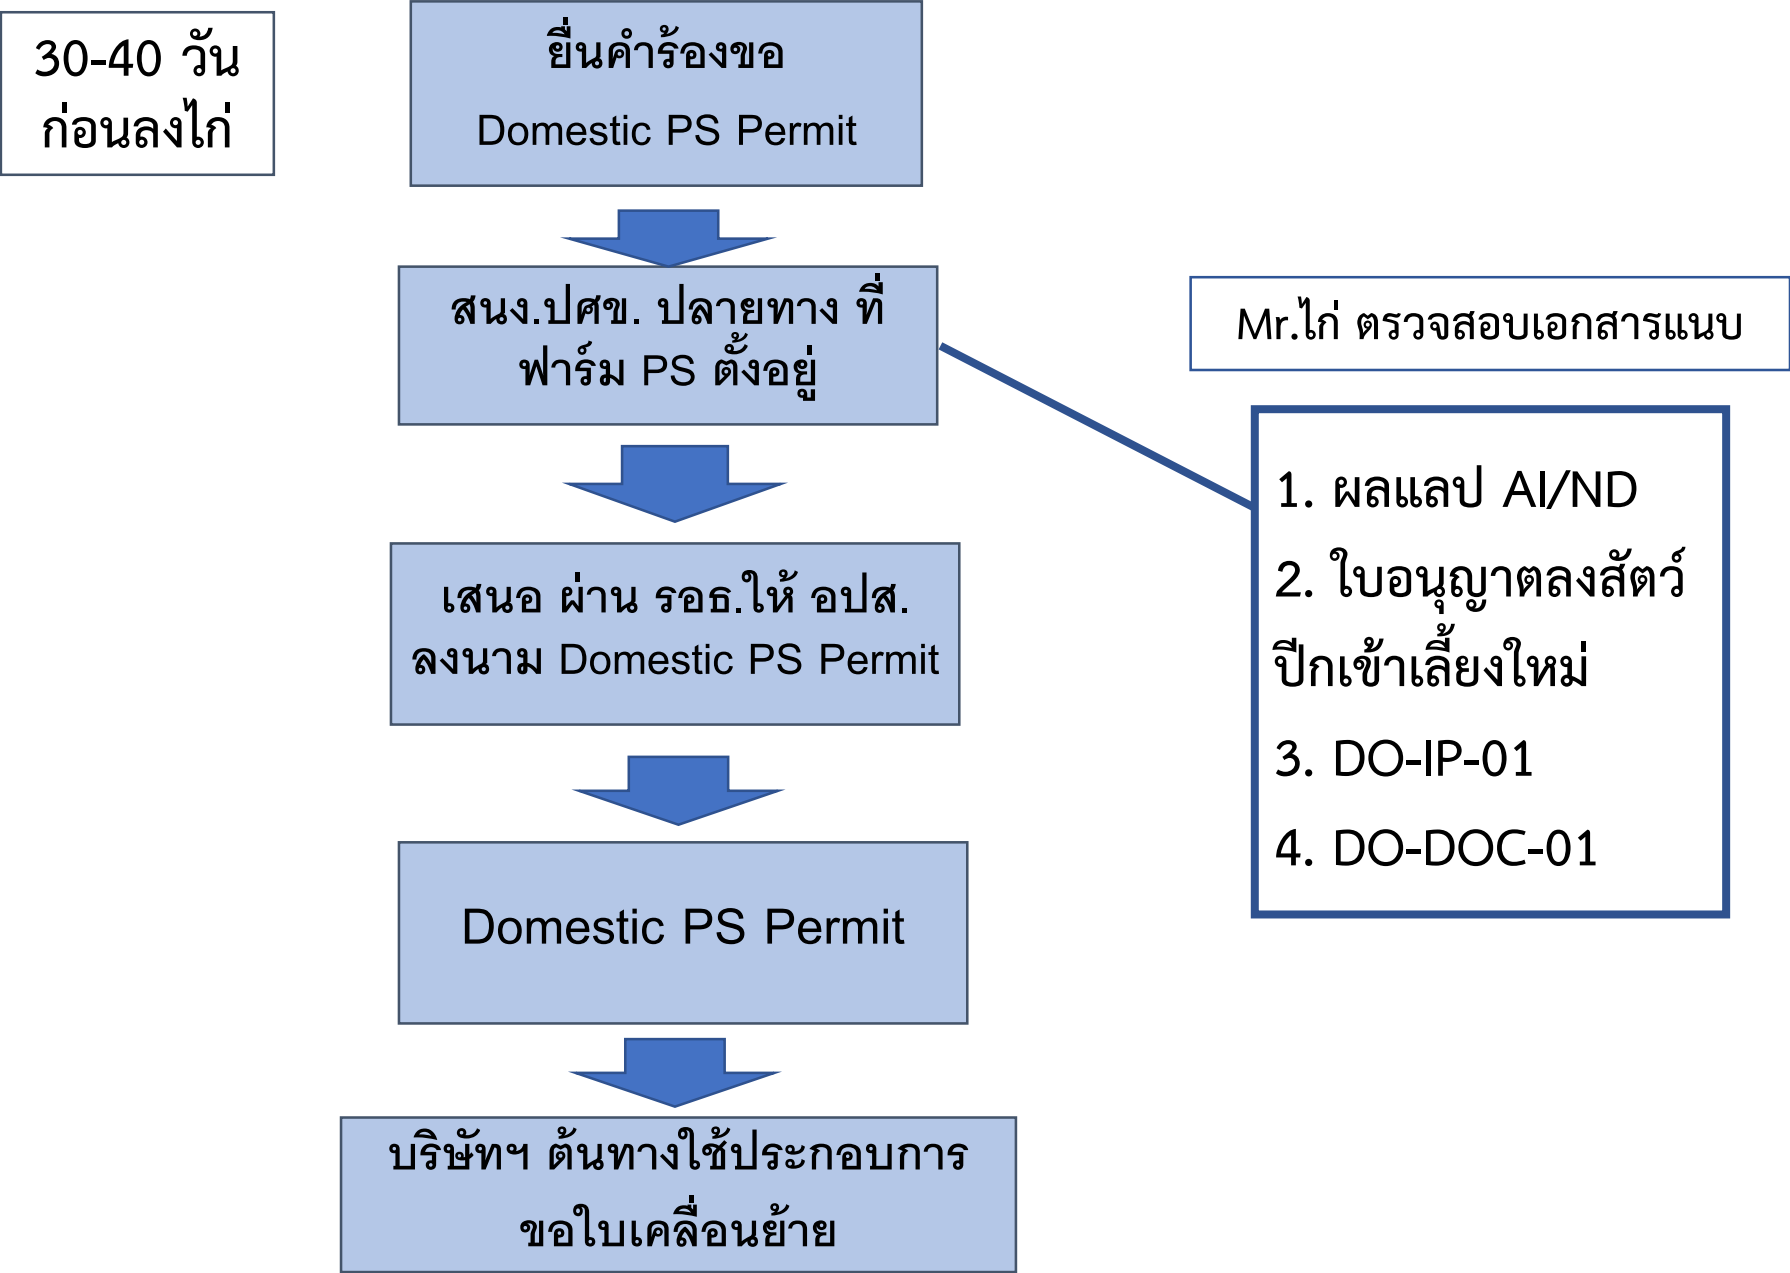 30-40 วัน
ก่อนลงไก่
ยื่นคำร้องขอ
Domestic PS Permit
สนง.ปศข. ปลายทาง ที่
ฟาร์ม PS ตั้งอยู่
Mr.ไก่ ตรวจสอบเอกสารแนบ
1. ผลแลป AI/ND
2. ใบอนุญาตลงสัตว์
ปีกเข้าเลี้ยงใหม่
3. DO-IP-01
4. DO-DOC-01
เสนอ ผ่าน รอธ.ให้ อปส.
ลงนาม Domestic PS Permit
Domestic PS Permit
บริษัทฯ ต้นทางใช้ประกอบการ
ขอใบเคลื่อนย้าย